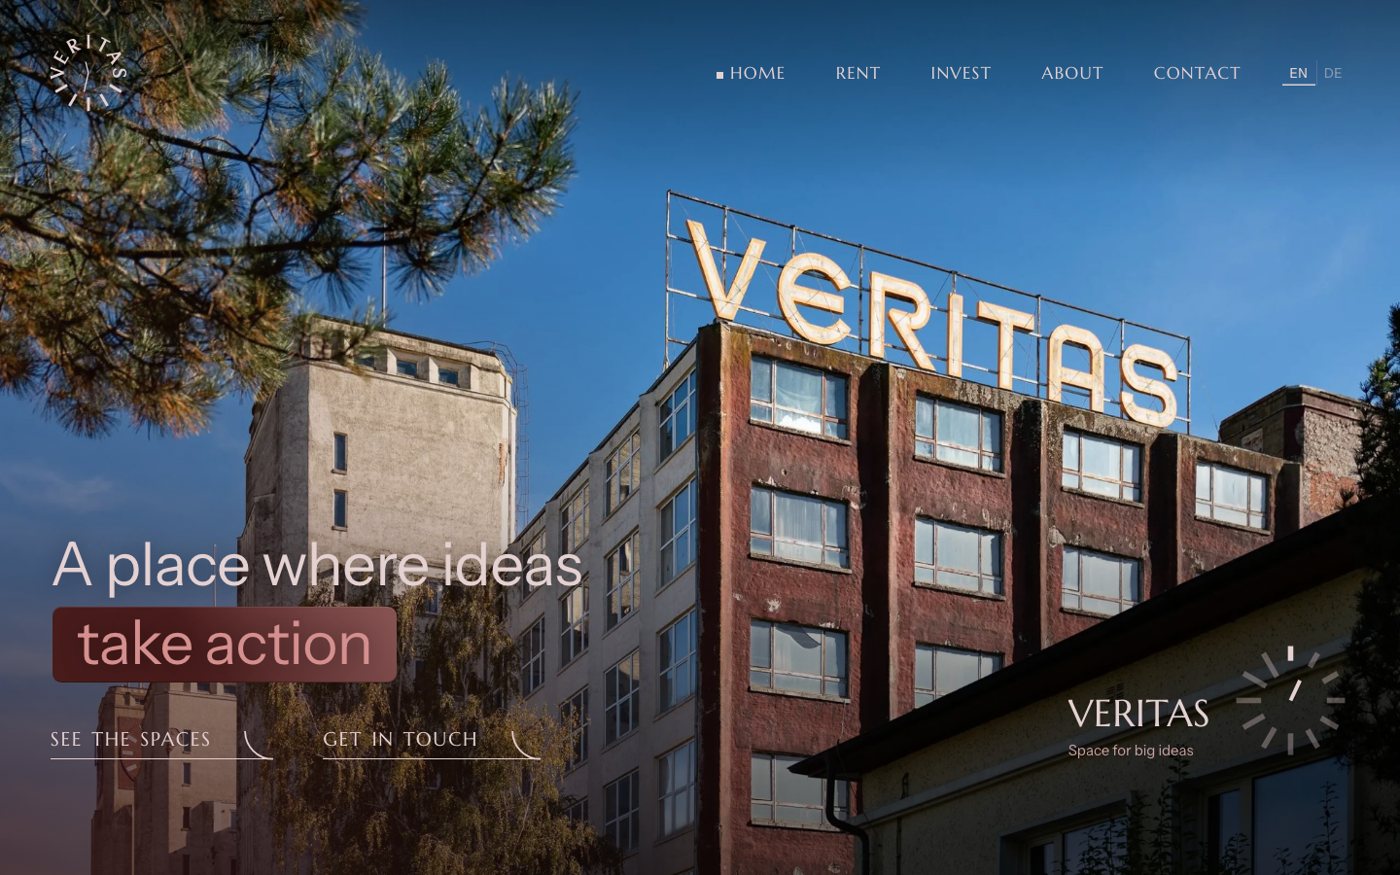 VERITAS
HOME
RENT
INVEST
ABOUT
CONTACT
EN
DE
VERITAS
A place where ideas
take action
SEE THE SPACES
GET IN TOUCH
VERITAS
Space for big ideas